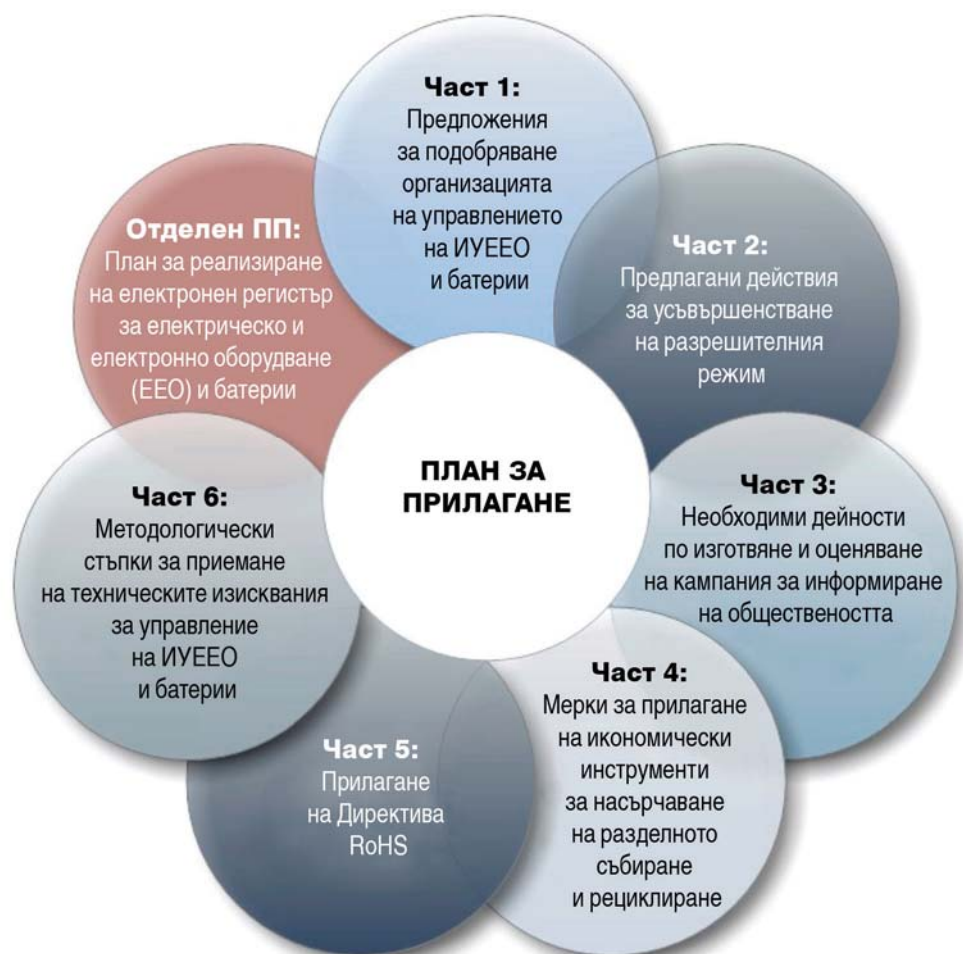 Част 1:
Предложения
за подобряване
организацията
на управлението
на ИУЕЕО
и батерии
Част 2:
Предлагани действия
за усъвършенстване
на разрешителния
режим
Част 3:
Необходими дейности
по изготвяне и оценяване
на кампания за информиране
на обществеността
Част 4:
Мерки за прилагане
на икономически
инструменти
за насърчаване
на разделното
събиране
и рециклиране
Част 5:
Прилагане
на Директива
RoHS
Част 6:
Методологически
стъпки за приемане
на техническите изисквания
за управление
на ИУЕЕО
и батерии
Отделен ПП:
План за реализиране
на електронен регистър
за електрическо и
електронно оборудване
(ЕЕО) и батерии
ПЛАН ЗА
ПРИЛАГАНЕ